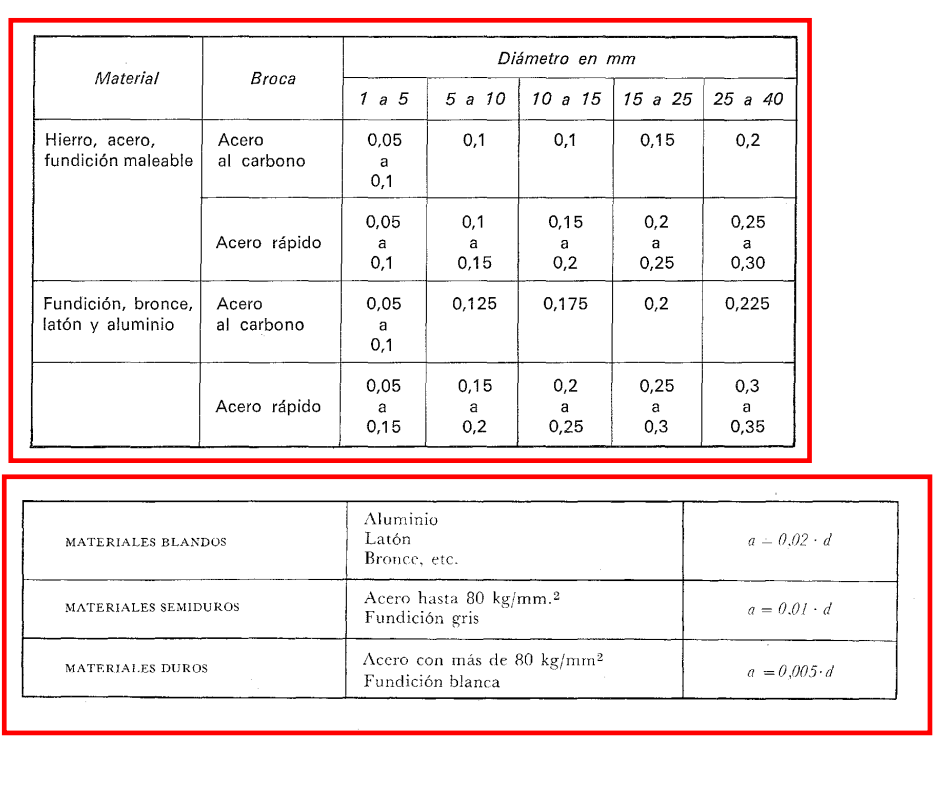 Material Broca Diámetro en mm
1 a 5 5 a 10 10 a 15 15 a 25 25 a 40
Hierro, acero, Acero 0,05 0,1 0,1 0,15 0,2
fundición maleable al carbono a
0,1
0,05 0,1 0,15 0,2 0,25
Acero rápido a a a a a
0,1 0,15 0,2 0,25 0,30
Fundición, bronce, Acero 0,05 0,125 0,175 0,2 0,225
latón y aluminio al carbono a
0,1
0,05 0,15 0,2 0,25 0,3
Acero rápido a a a a a
0,15 0,2 0,25 0,3 0,35
Aluminio
MATERIALES BLANDOS Latón a = 0,02 · d
Bronce, etc.
Acero hasta 80 kg/mm.²
MATERIALES SEMIDUROS Fundición gris a = 0.01 · d
Acero con más de 80 kg/mm²
MATERIALES DUROS Fundición blanca a = 0,005 · d